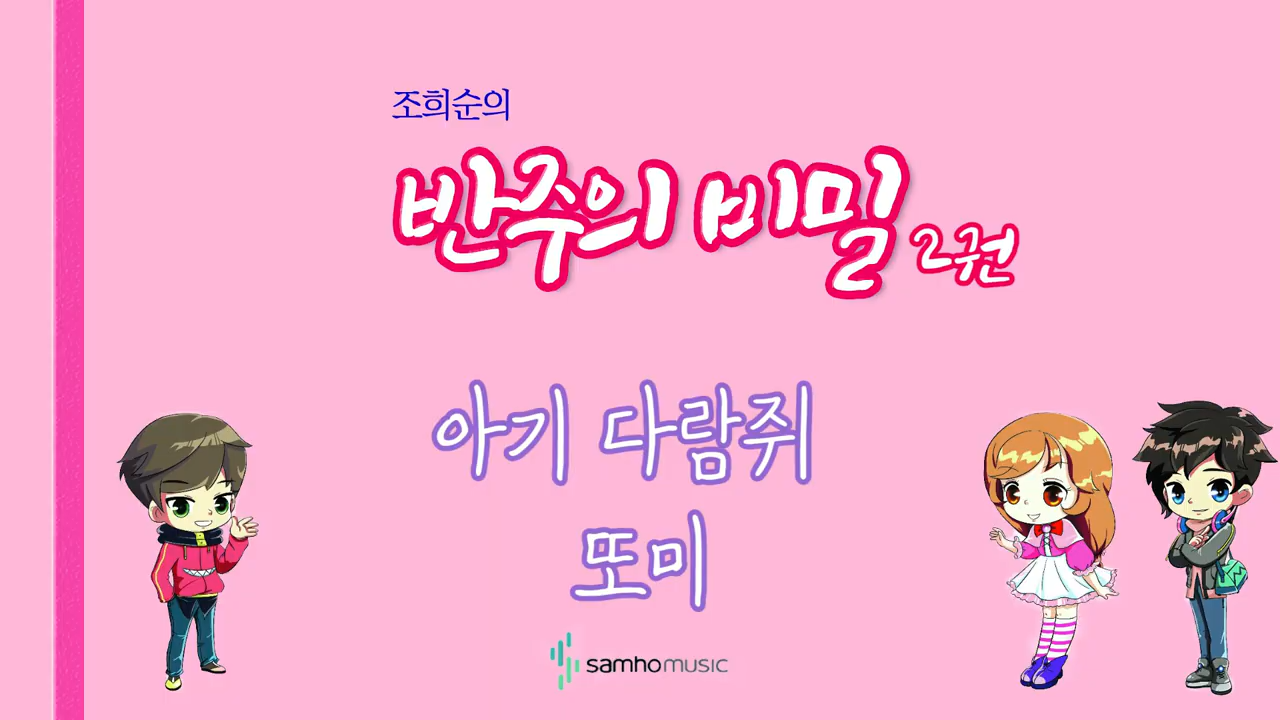 조희순의
반주의 비밀 2권
아기 다람쥐
또미
samhomusic